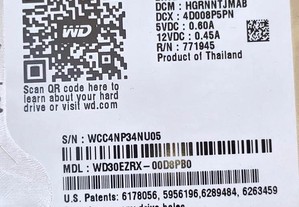 DCM : HGRNNTJMAB
DCX : 4D008P5PN
5VDC : 0.60A
12VDC : 0.45A
R/N : 771945
Product of Thailand
WD
Scan QR code here to
learn about your hard
drive or visit wd.com
S/N : WCC4NP34NU05
MDL : WD30EZRX-00D8PB0
U.S. Patents: 6178056, 5956196, 6289484, 6263459
drive holes